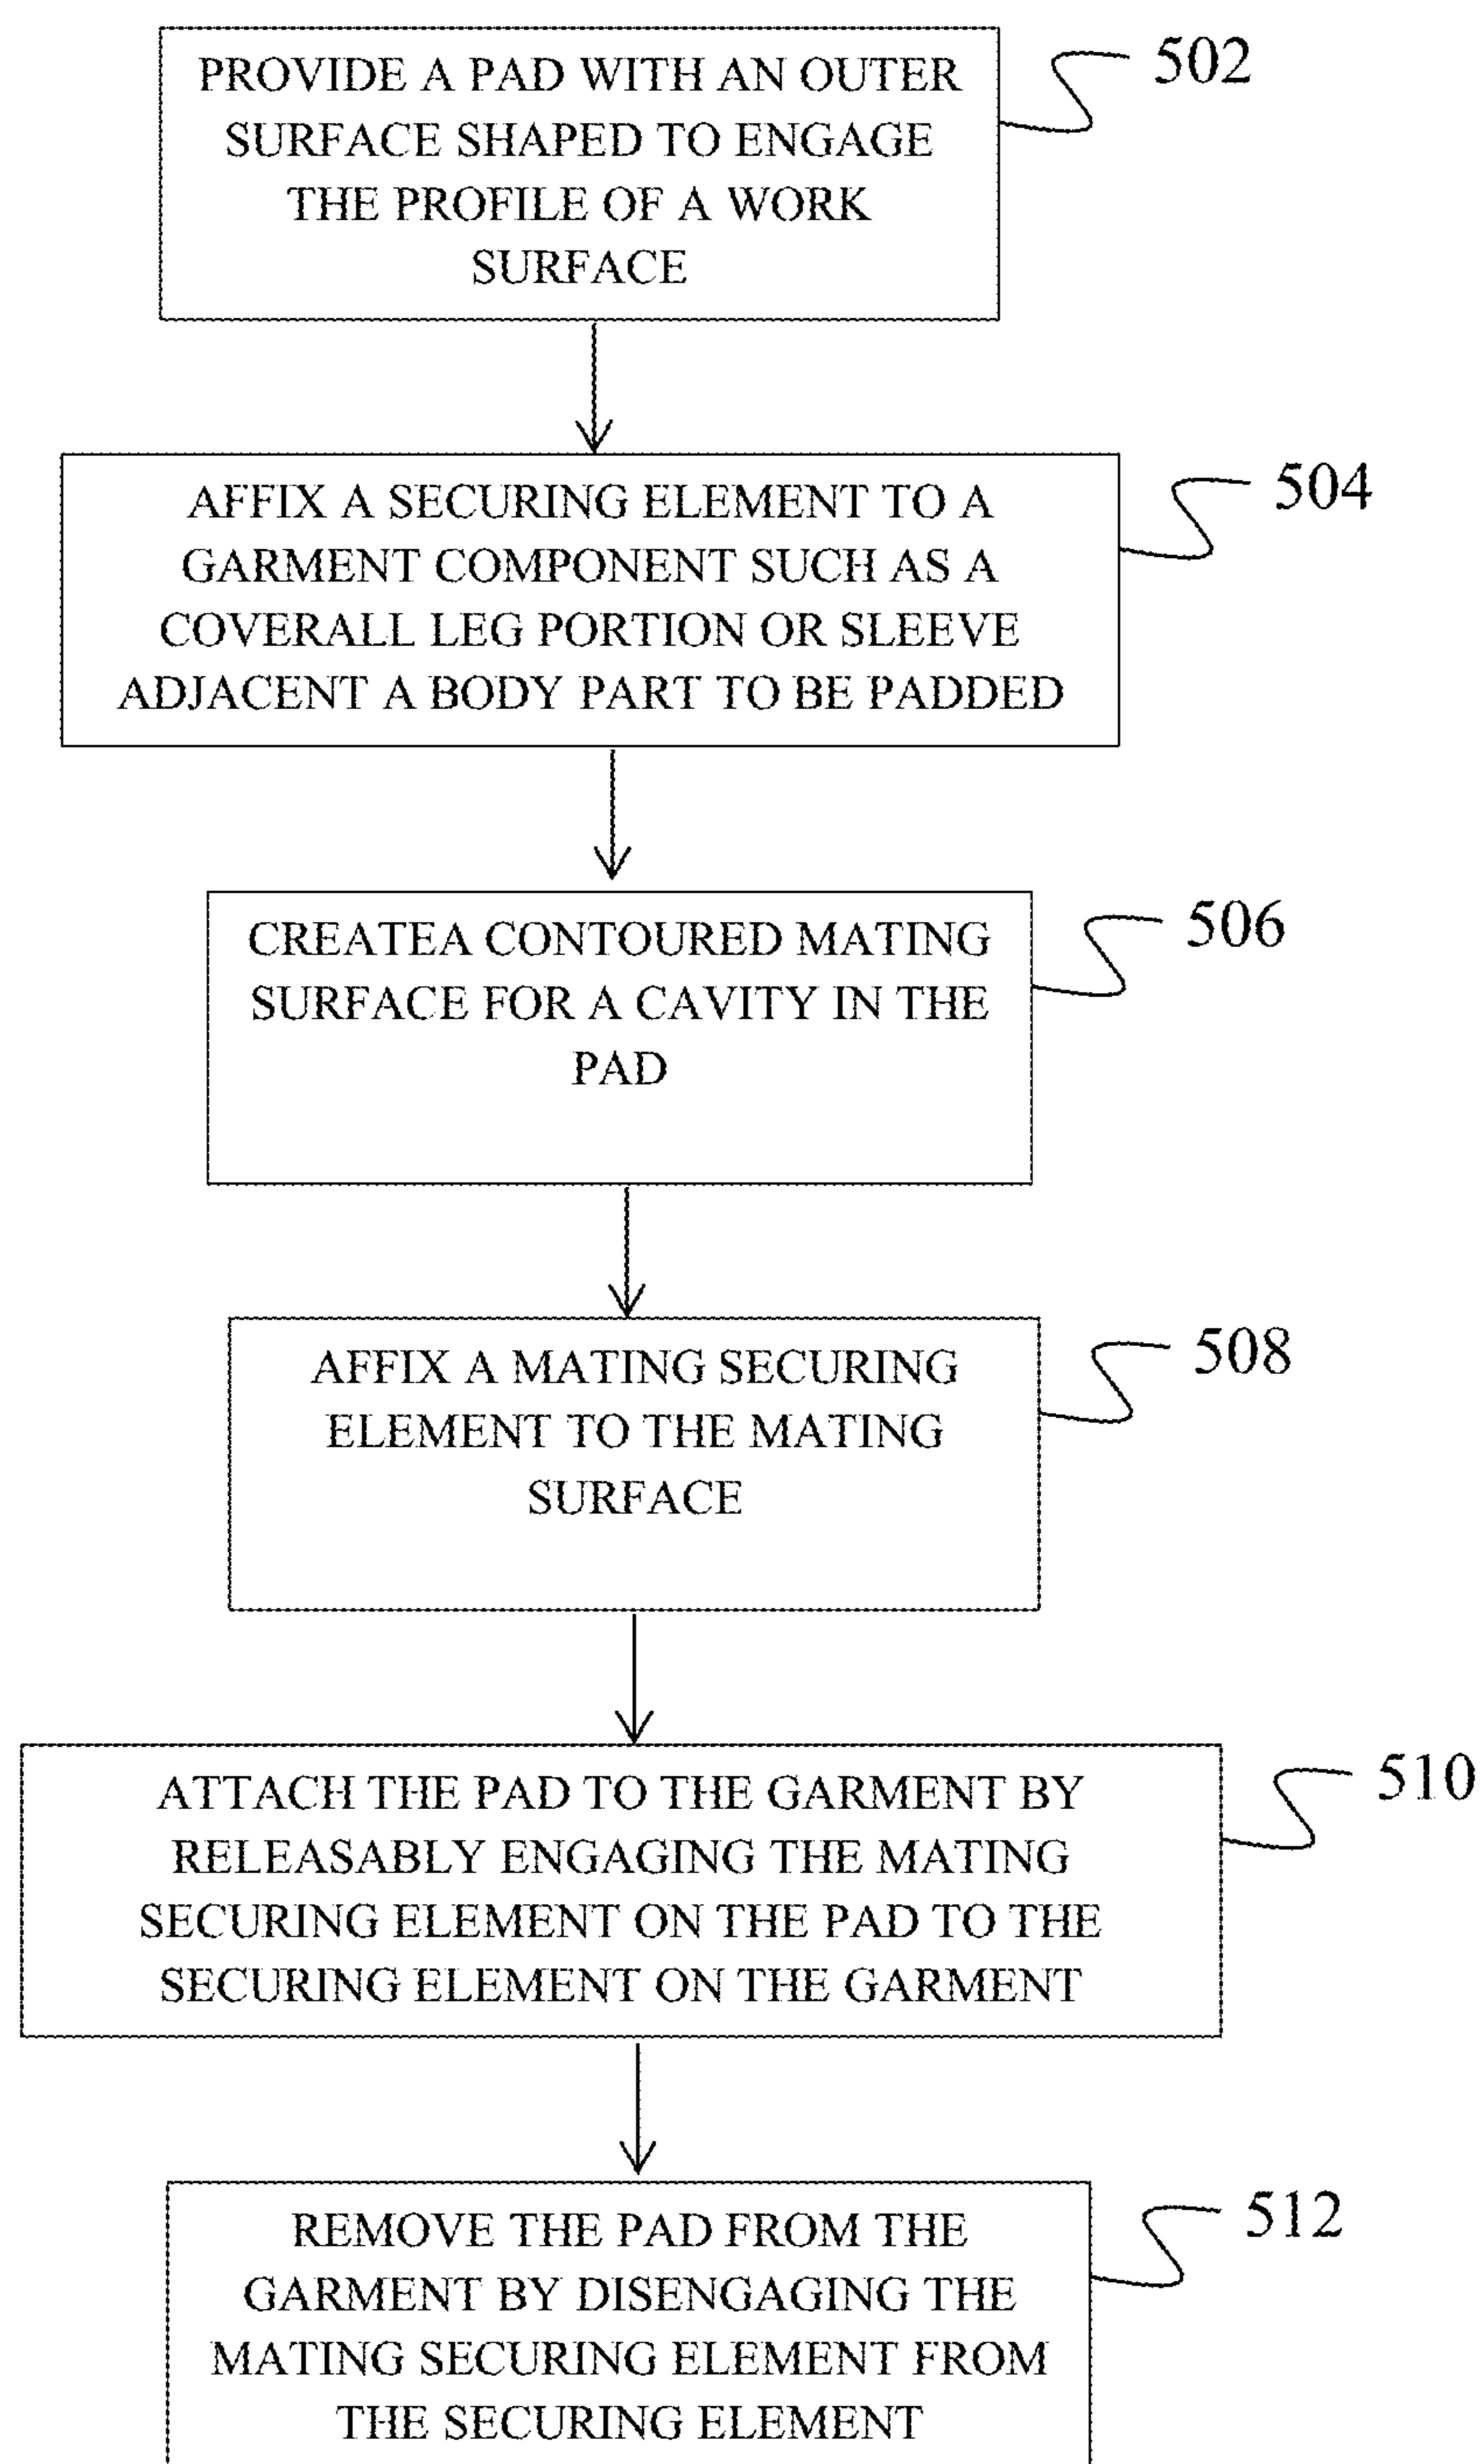 PROVIDE A PAD WITH AN OUTER
SURFACE SHAPED TO ENGAGE
THE PROFILE OF A WORK
SURFACE
502
AFFIX A SECURING ELEMENT TO A
GARMENT COMPONENT SUCH AS A
COVERALL LEG PORTION OR SLEEVE
ADJACENT A BODY PART TO BE PADDED
504
CREATEA CONTOURED MATING
SURFACE FOR A CAVITY IN THE
PAD
506
AFFIX A MATING SECURING
ELEMENT TO THE MATING
SURFACE
508
ATTACH THE PAD TO THE GARMENT BY
RELEASABLY ENGAGING THE MATING
SECURING ELEMENT ON THE PAD TO THE
SECURING ELEMENT ON THE GARMENT
510
REMOVE THE PAD FROM THE
GARMENT BY DISENGAGING THE
MATING SECURING ELEMENT FROM
THE SECURING ELEMENT
512